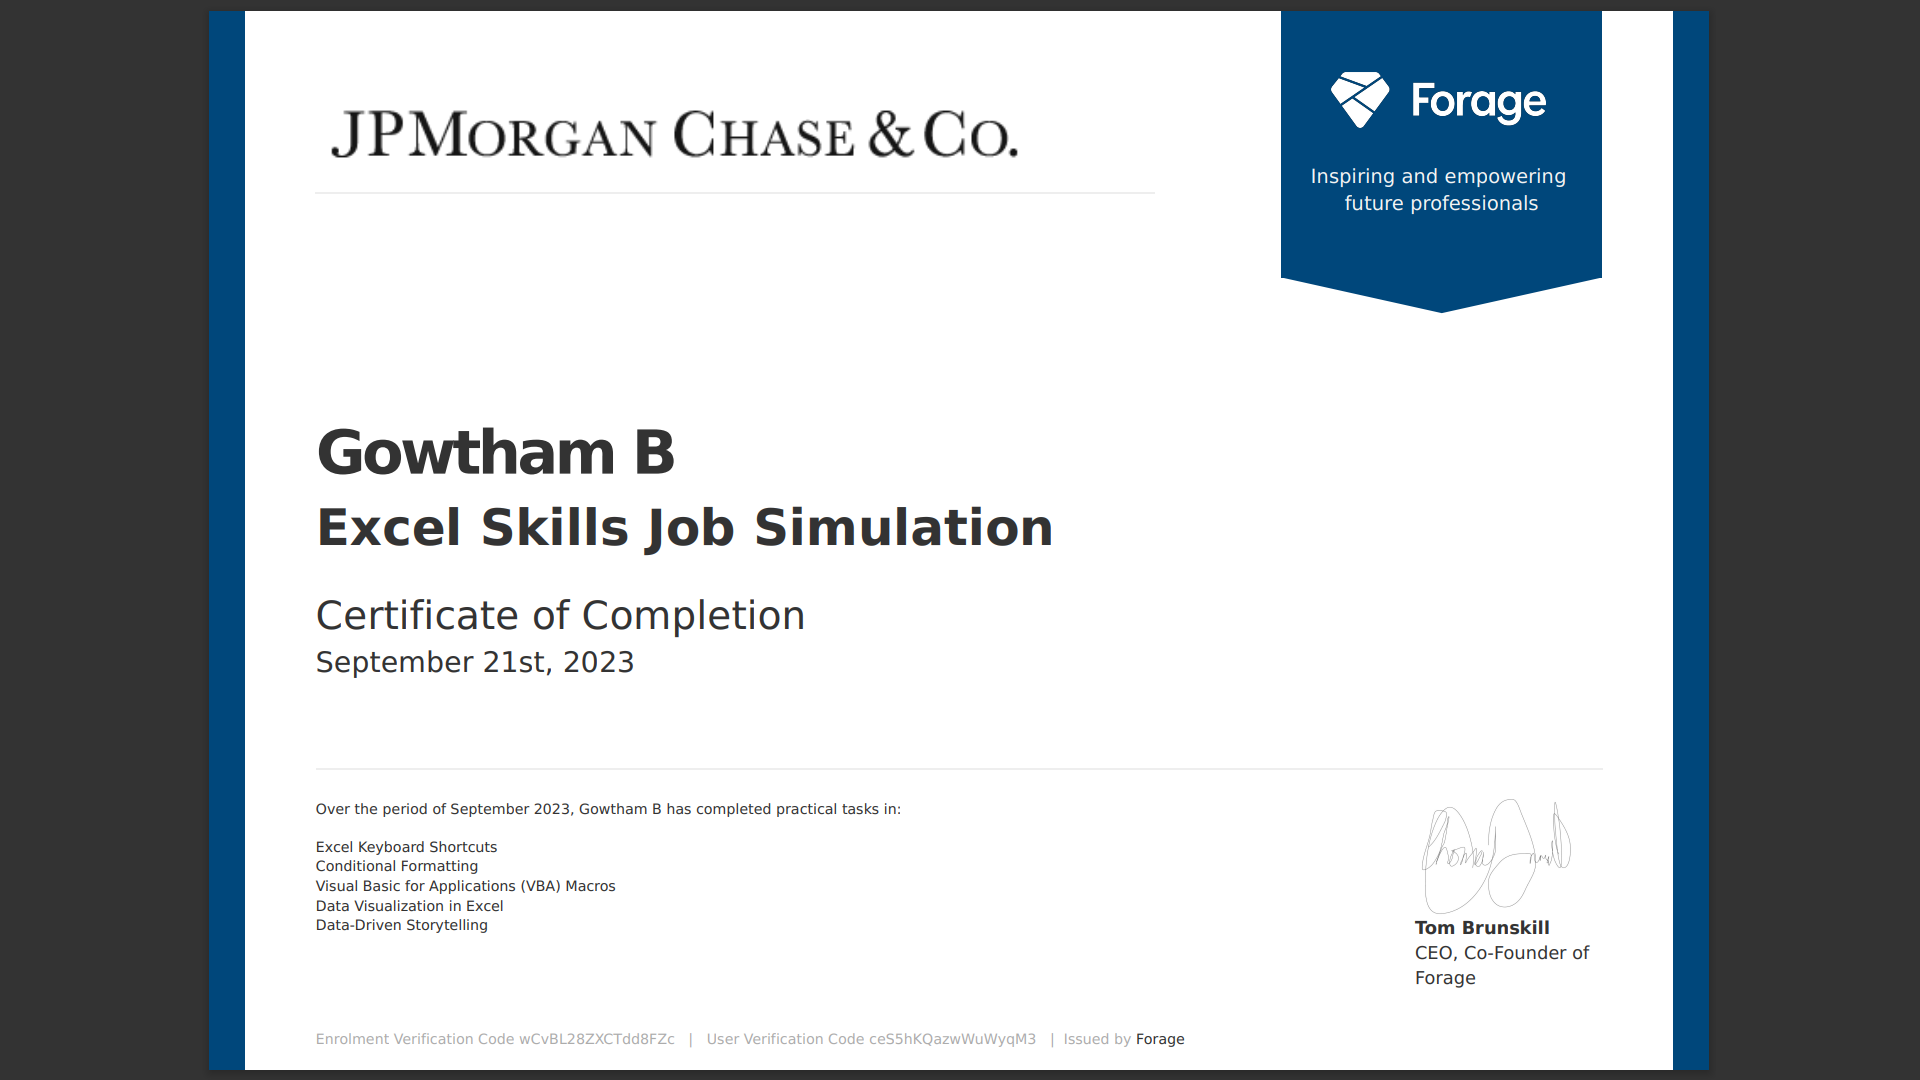 JPMORGAN CHASE & CO.
Forage
Inspiring and empowering
future professionals
Gowtham B
Excel Skills Job Simulation
Certificate of Completion
September 21st, 2023
Over the period of September 2023, Gowtham B has completed practical tasks in:
Excel Keyboard Shortcuts
Conditional Formatting
Visual Basic for Applications (VBA) Macros
Data Visualization in Excel
Data-Driven Storytelling
Tom Brunskill
CEO, Co-Founder of
Forage
Enrolment Verification Code wCvBL28ZXCTdd8FZc | User Verification Code ceS5hKQazwWuWyqM3 | Issued by Forage